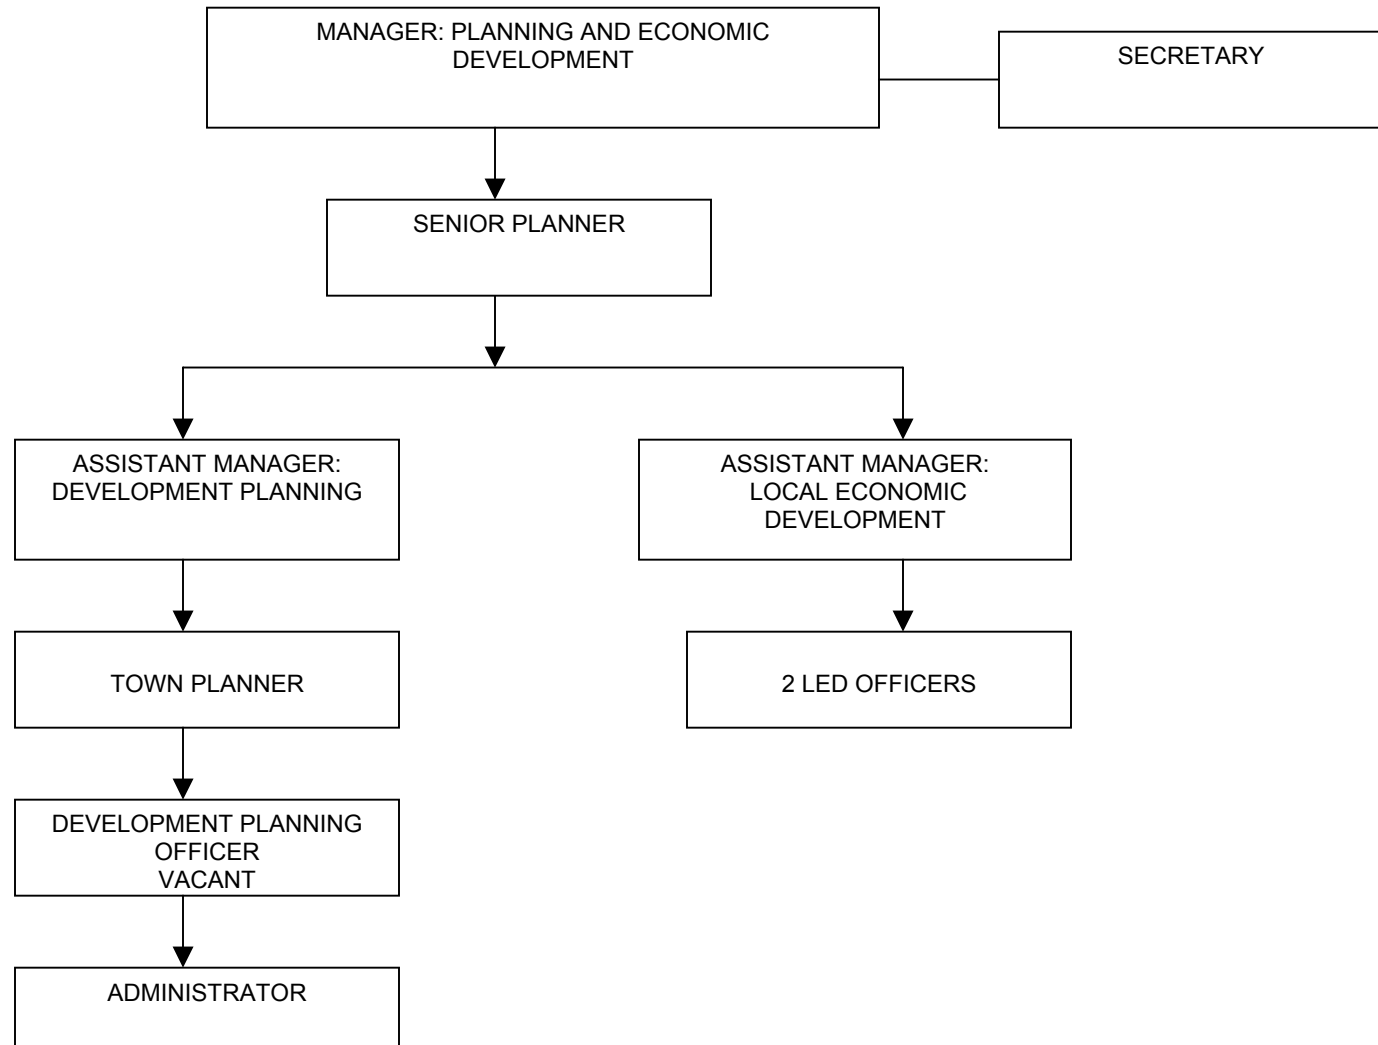 MANAGER: PLANNING AND ECONOMIC
DEVELOPMENT
SECRETARY
SENIOR PLANNER
ASSISTANT MANAGER:
DEVELOPMENT PLANNING
ASSISTANT MANAGER:
LOCAL ECONOMIC
DEVELOPMENT
TOWN PLANNER
2 LED OFFICERS
DEVELOPMENT PLANNING
OFFICER
VACANT
ADMINISTRATOR